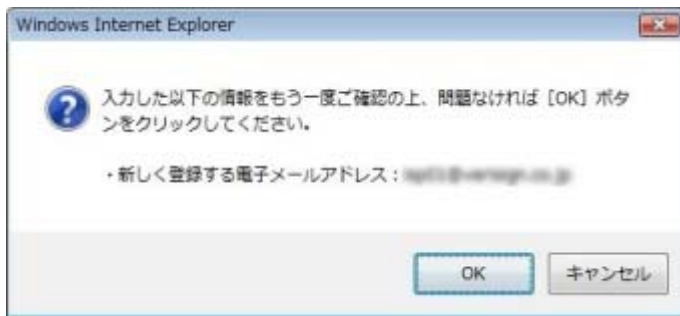 Windows Internet Explorer
入力した以下の情報をもう一度ご確認の上、問題なければ [OK] ボタ
ンをクリックしてください。
・新しく登録する電子メールアドレス：
OK
キャンセル